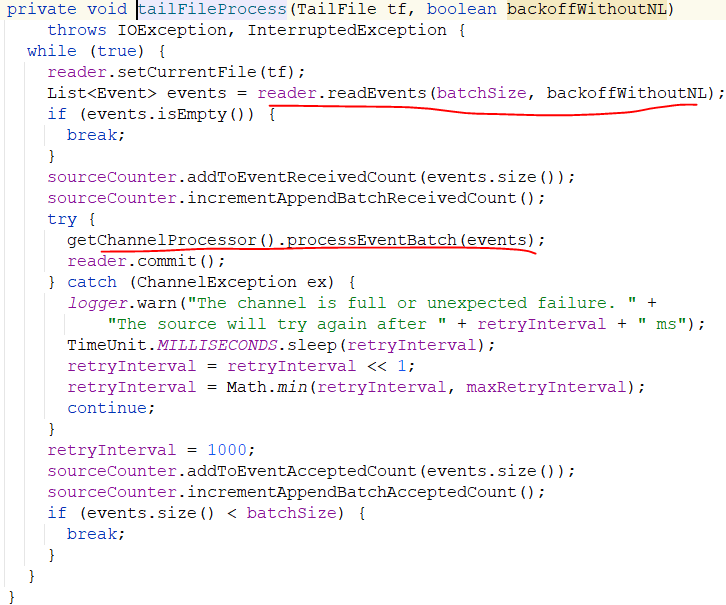 private void tailFileProcess(TailFile tf, boolean backoffWithoutNL)
    throws IOException, InterruptedException {
  while (true) {
    reader.setCurrentFile(tf);
    List<Event> events = reader.readEvents(batchSize, backoffWithoutNL);
    if (events.isEmpty()) {
      break;
    }
    sourceCounter.addToEventReceivedCount(events.size());
    sourceCounter.incrementAppendBatchReceivedCount();
    try {
      getChannelProcessor().processEventBatch(events);
      reader.commit();
    } catch (ChannelException ex) {
      logger.warn("The channel is full or unexpected failure. " +
          "The source will try again after " + retryInterval + " ms");
      TimeUnit.MILLISECONDS.sleep(retryInterval);
      retryInterval = retryInterval << 1;
      retryInterval = Math.min(retryInterval, maxRetryInterval);
      continue;
    }
    retryInterval = 1000;
    sourceCounter.addToEventAcceptedCount(events.size());
    sourceCounter.incrementAppendBatchAcceptedCount();
    if (events.size() < batchSize) {
      break;
    }
  }
}